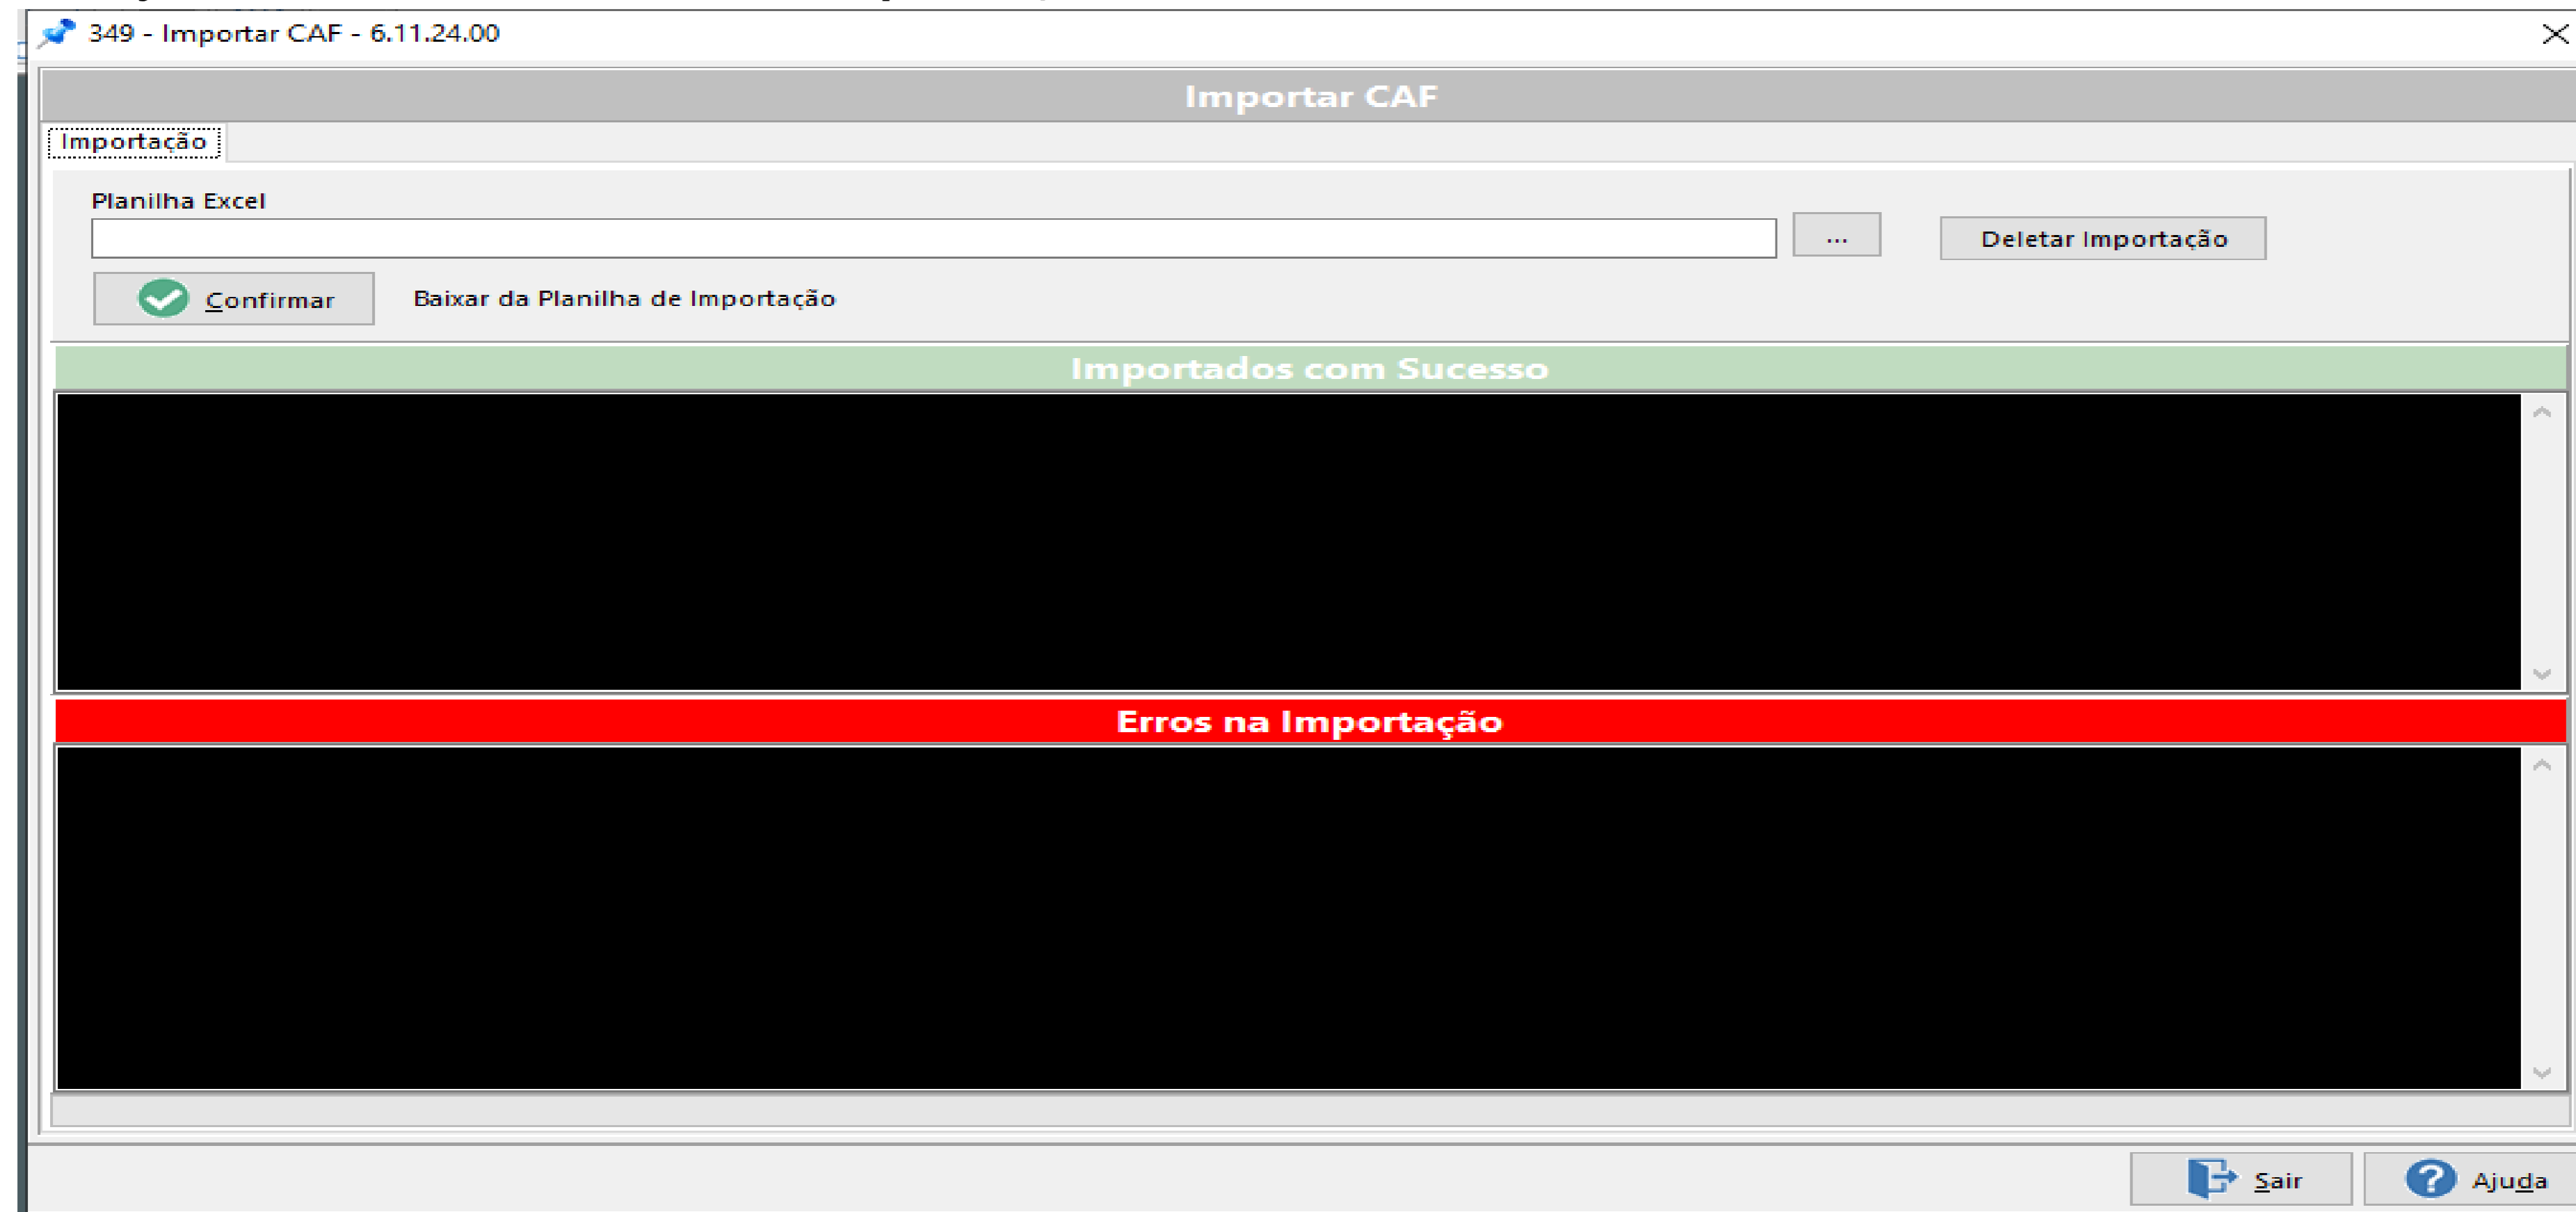 349 - Importar CAF - 6.11.24.00
Importar CAF
Importação
Planilha Excel
... Deletar Importação
Confirmar Baixar da Planilha de Importação
Importados com Sucesso
Erros na Importação
Sair Ajuda